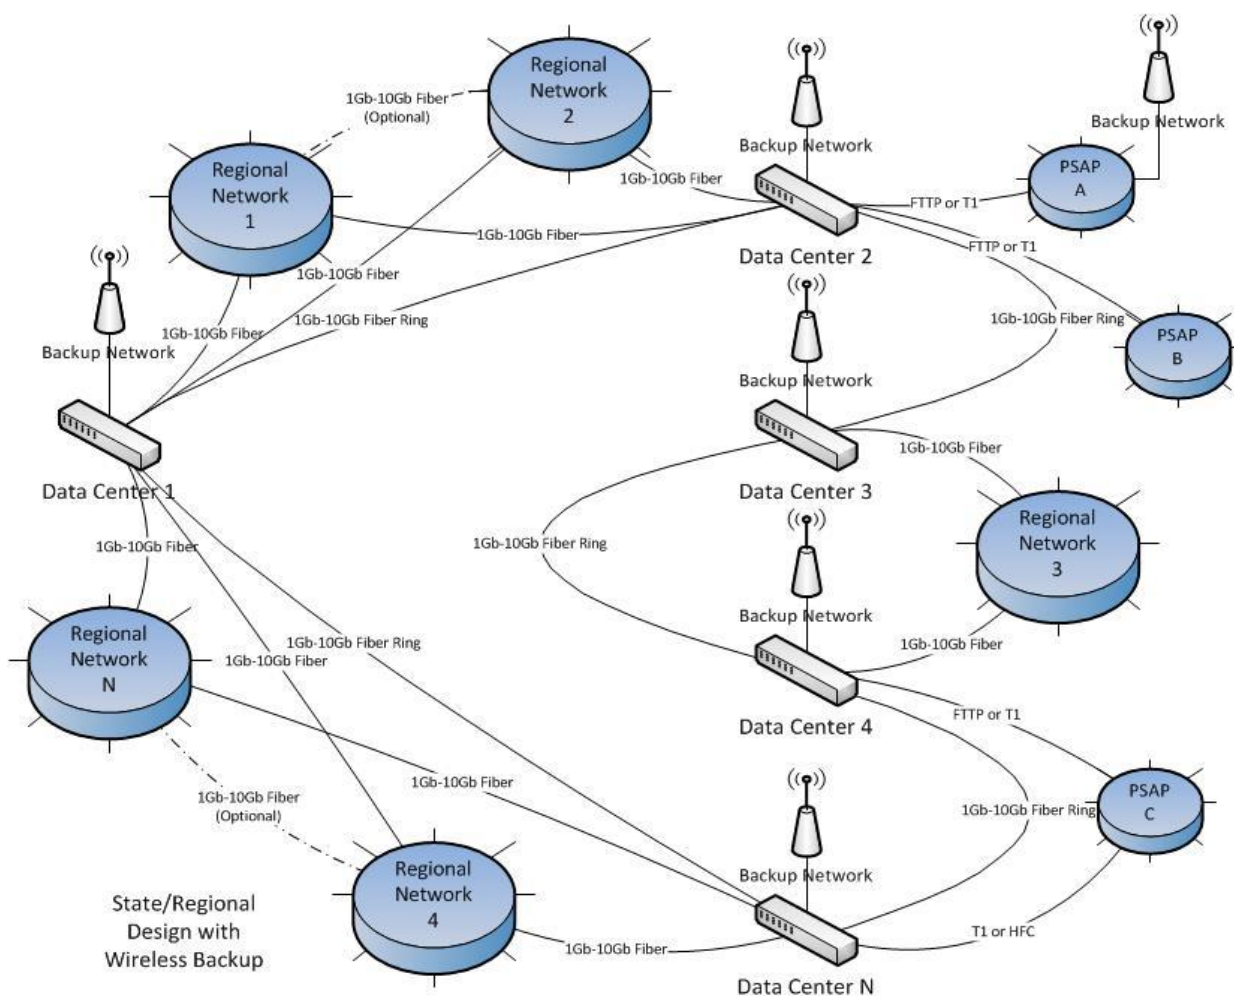 Regional
Network
2
1Gb-10Gb Fiber
(Optional)
Backup Network
Backup Network
Regional
Network
1
1Gb-10Gb Fiber
PSAP
A
FTTP or T1
1Gb-10Gb Fiber
Data Center 2
FTTP or T1
1Gb-10Gb Fiber
1Gb-10Gb Fiber Ring
1Gb-10Gb Fiber
1Gb-10Gb Fiber Ring
PSAP
B
Backup Network
Backup Network
Data Center 1
1Gb-10Gb Fiber
Data Center 3
Regional
Network
3
1Gb-10Gb Fiber
1Gb-10Gb Fiber Ring
Backup Network
Regional
Network
N
1Gb-10Gb Fiber Ring
1Gb-10Gb Fiber
1Gb-10Gb Fiber
Data Center 4
FTTP or T1
1Gb-10Gb Fiber
1Gb-10Gb Fiber
(Optional)
PSAP
C
1Gb-10Gb Fiber Ring
Backup Network
Regional
Network
4
State/Regional
Design with
Wireless Backup
1Gb-10Gb Fiber
T1 or HFC
Data Center N